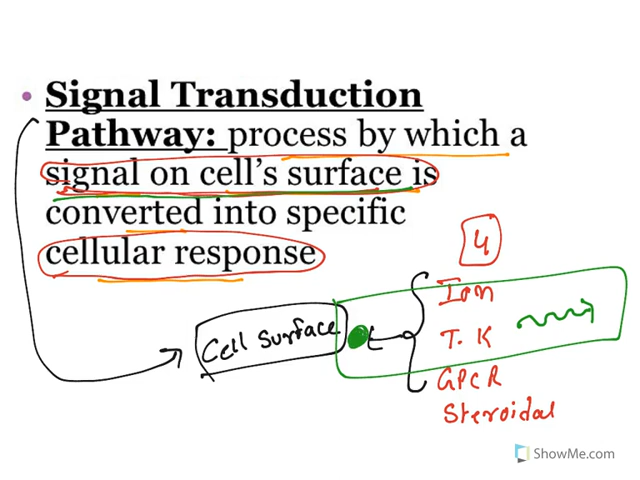 • Signal Transduction
Pathway: process by which a
signal on cell's surface is
converted into specific
cellular response
4
Ion
T. K
Cell Surface
GPCR
Steroidal
ShowMe.com